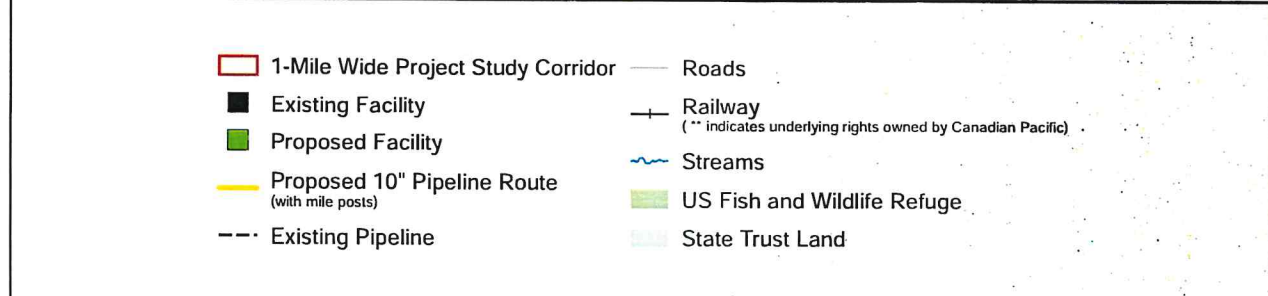 1-Mile Wide Project Study Corridor
Existing Facility
Proposed Facility
Proposed 10" Pipeline Route
(with mile posts)
Existing Pipeline
Roads
Railway
( ** indicates underlying rights owned by Canadian Pacific)
Streams
US Fish and Wildlife Refuge
State Trust Land